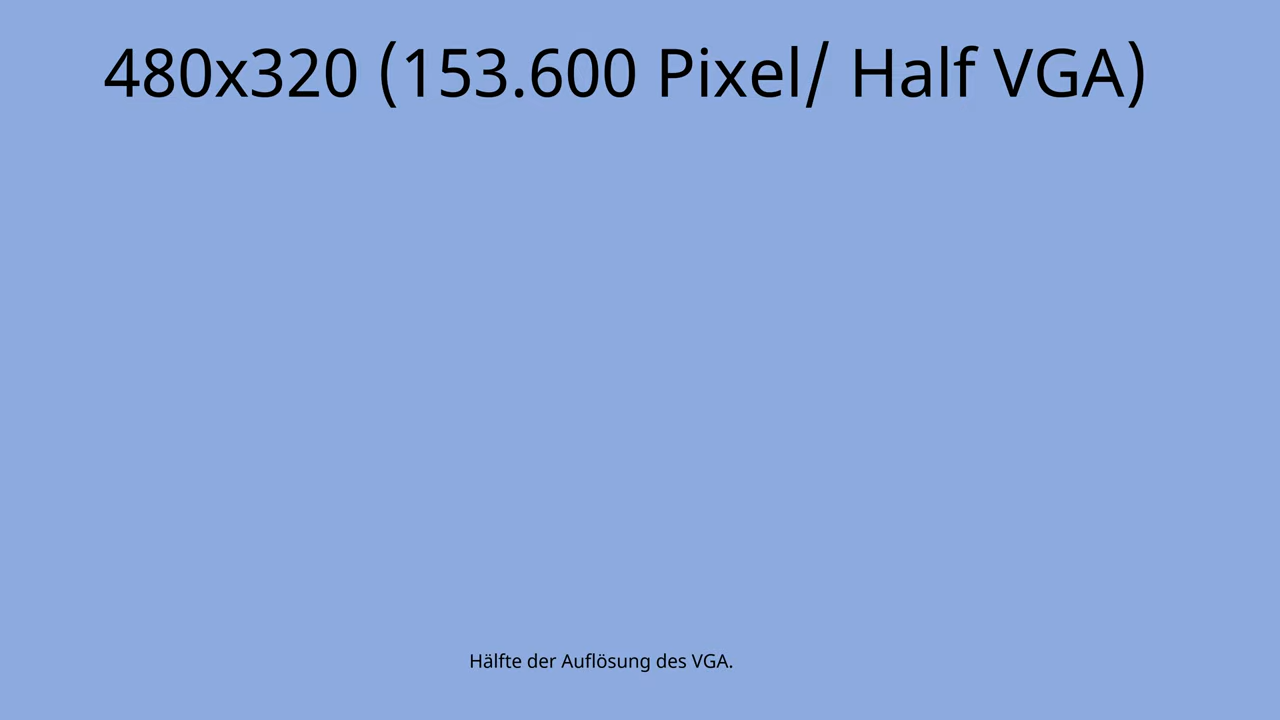 480x320 (153.600 Pixel/ Half VGA)
Hälfte der Auflösung des VGA.